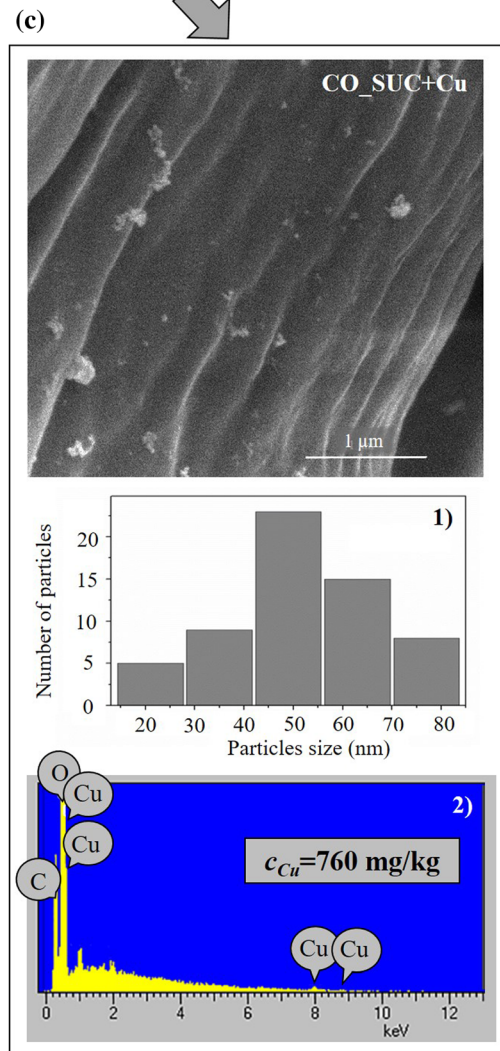 (c)
CO_SUC+Cu
1 µm
1)
Number of particles
20
15
10
5
0
20 30 40 50 60 70 80
Particles size (nm)
2)
O
Cu
Cu
C
c_Cu=760 mg/kg
Cu Cu
0 2 4 6 8 10 12
keV